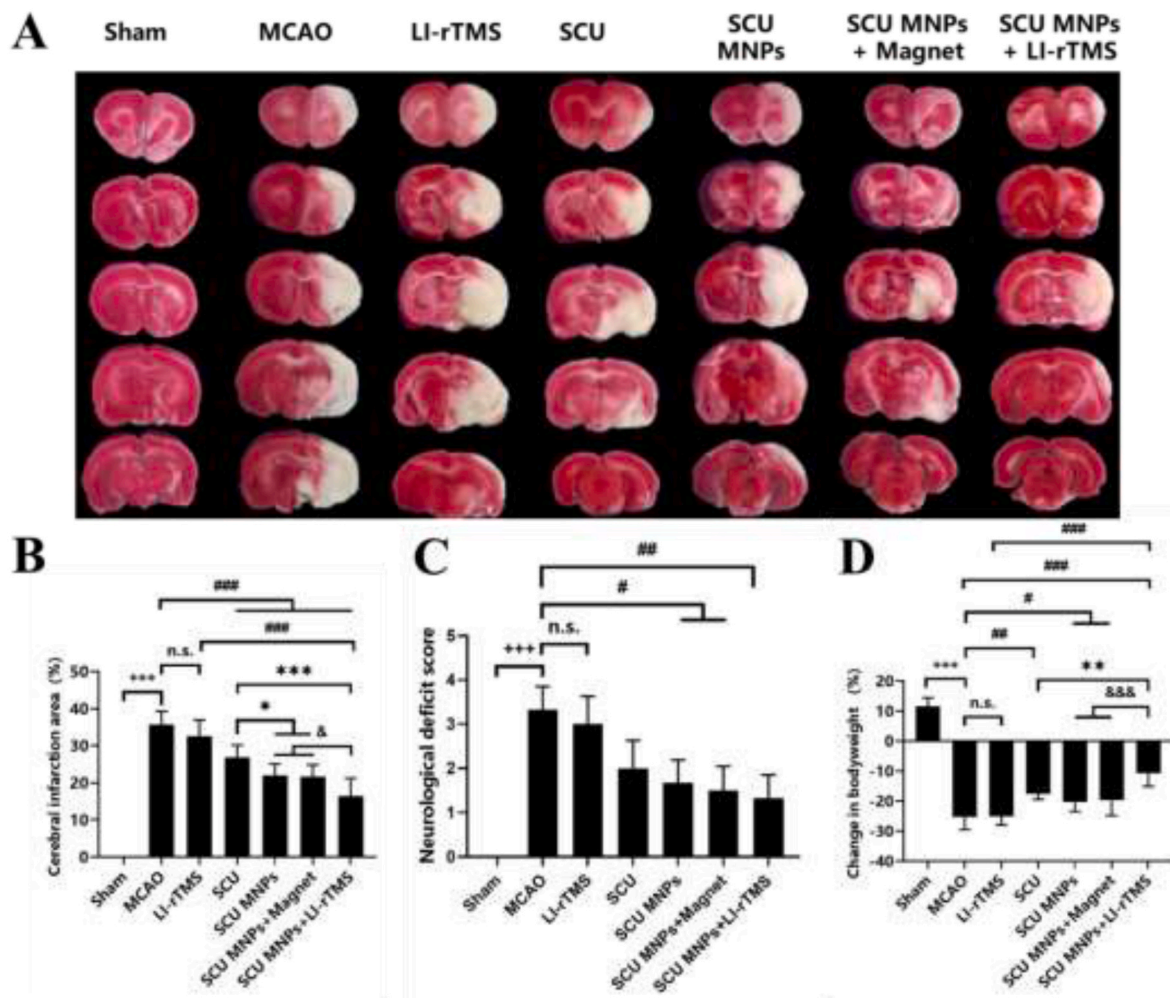 A
Sham MCAO LI-rTMS SCU SCU MNPs SCU MNPs + Magnet SCU MNPs + LI-rTMS
B
###
###
n.s.
+++
***
*
&
Cerebral infarction area (%)
50
40
30
20
10
0
Sham
MCAO
LI-rTMS
SCU
SCU MNPs
SCU MNPs+Magnet
SCU MNPs+LI-rTMS
C
##
#
n.s.
+++
Neurological deficit score
5
4
3
2
1
0
Sham
MCAO
LI-rTMS
SCU
SCU MNPs
SCU MNPs+Magnet
SCU MNPs+LI-rTMS
D
###
###
#
##
+++
**
&&&
n.s.
Change in bodyweight (%)
20
10
0
-10
-20
-30
-40
Sham
MCAO
LI-rTMS
SCU
SCU MNPs
SCU MNPs+Magnet
SCU MNPs+LI-rTMS